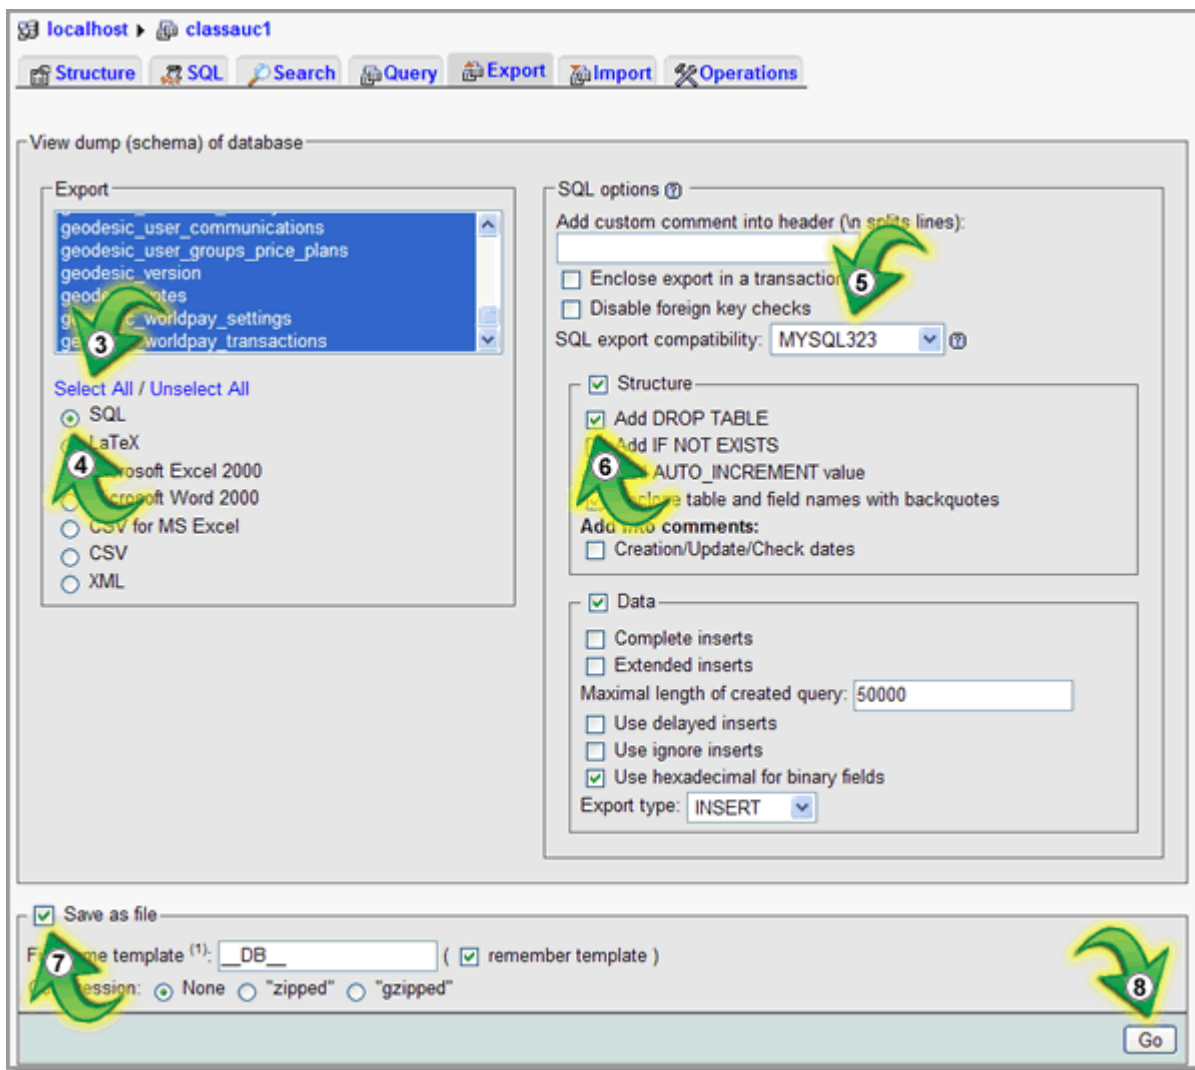 localhost ▸ classauc1
Structure SQL Search Query Export Import Operations
View dump (schema) of database
Export
geodesic_user_communications
geodesic_user_groups_price_plans
geodesic_version
worldpay_settings
worldpay_transactions
3
Select All / Unselect All
SQL
LaTeX
4
Excel 2000
Word 2000
CSV for MS Excel
CSV
XML
SQL options
Add custom comment into header (\n splits lines):
Enclose export in a transaction
5
Disable foreign key checks
SQL export compatibility: MYSQL323
Structure
Add DROP TABLE
Add IF NOT EXISTS
6
AUTO_INCREMENT value
table and field names with backquotes
Add into comments:
Creation/Update/Check dates
Data
Complete inserts
Extended inserts
Maximal length of created query: 50000
Use delayed inserts
Use ignore inserts
Use hexadecimal for binary fields
Export type: INSERT
Save as file
7
template (1): __DB__ ( remember template )
None "zipped" "gzipped"
8
Go